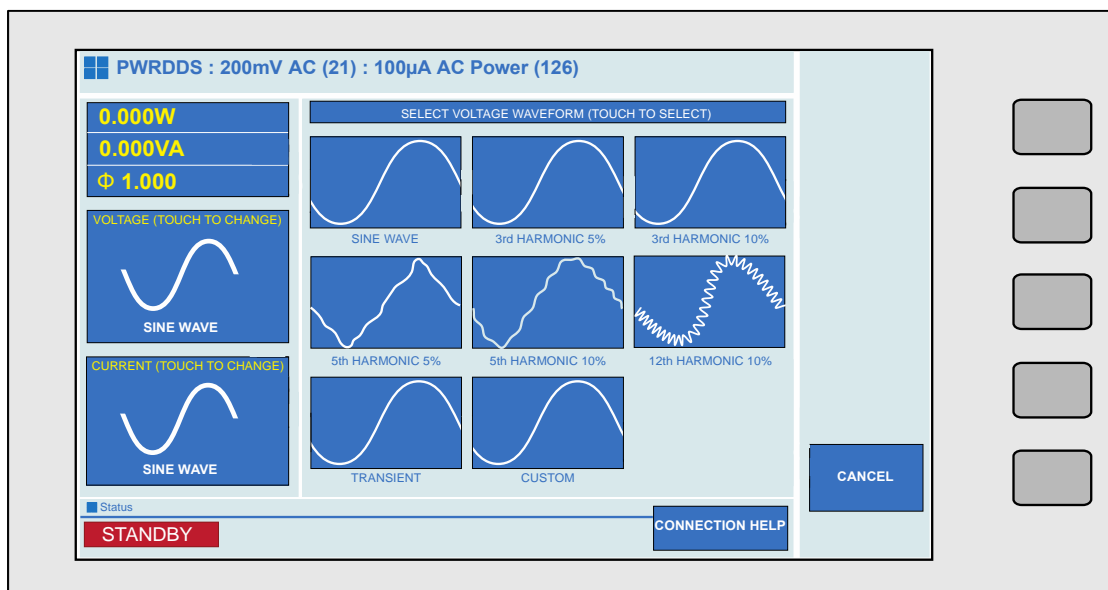 PWRDDS : 200mV AC (21) : 100µA AC Power (126)
0.000W
0.000VA
Φ 1.000
VOLTAGE (TOUCH TO CHANGE)
SINE WAVE
CURRENT (TOUCH TO CHANGE)
SINE WAVE
SELECT VOLTAGE WAVEFORM (TOUCH TO SELECT)
SINE WAVE
3rd HARMONIC 5%
3rd HARMONIC 10%
5th HARMONIC 5%
5th HARMONIC 10%
12th HARMONIC 10%
TRANSIENT
CUSTOM
CANCEL
Status
STANDBY
CONNECTION HELP